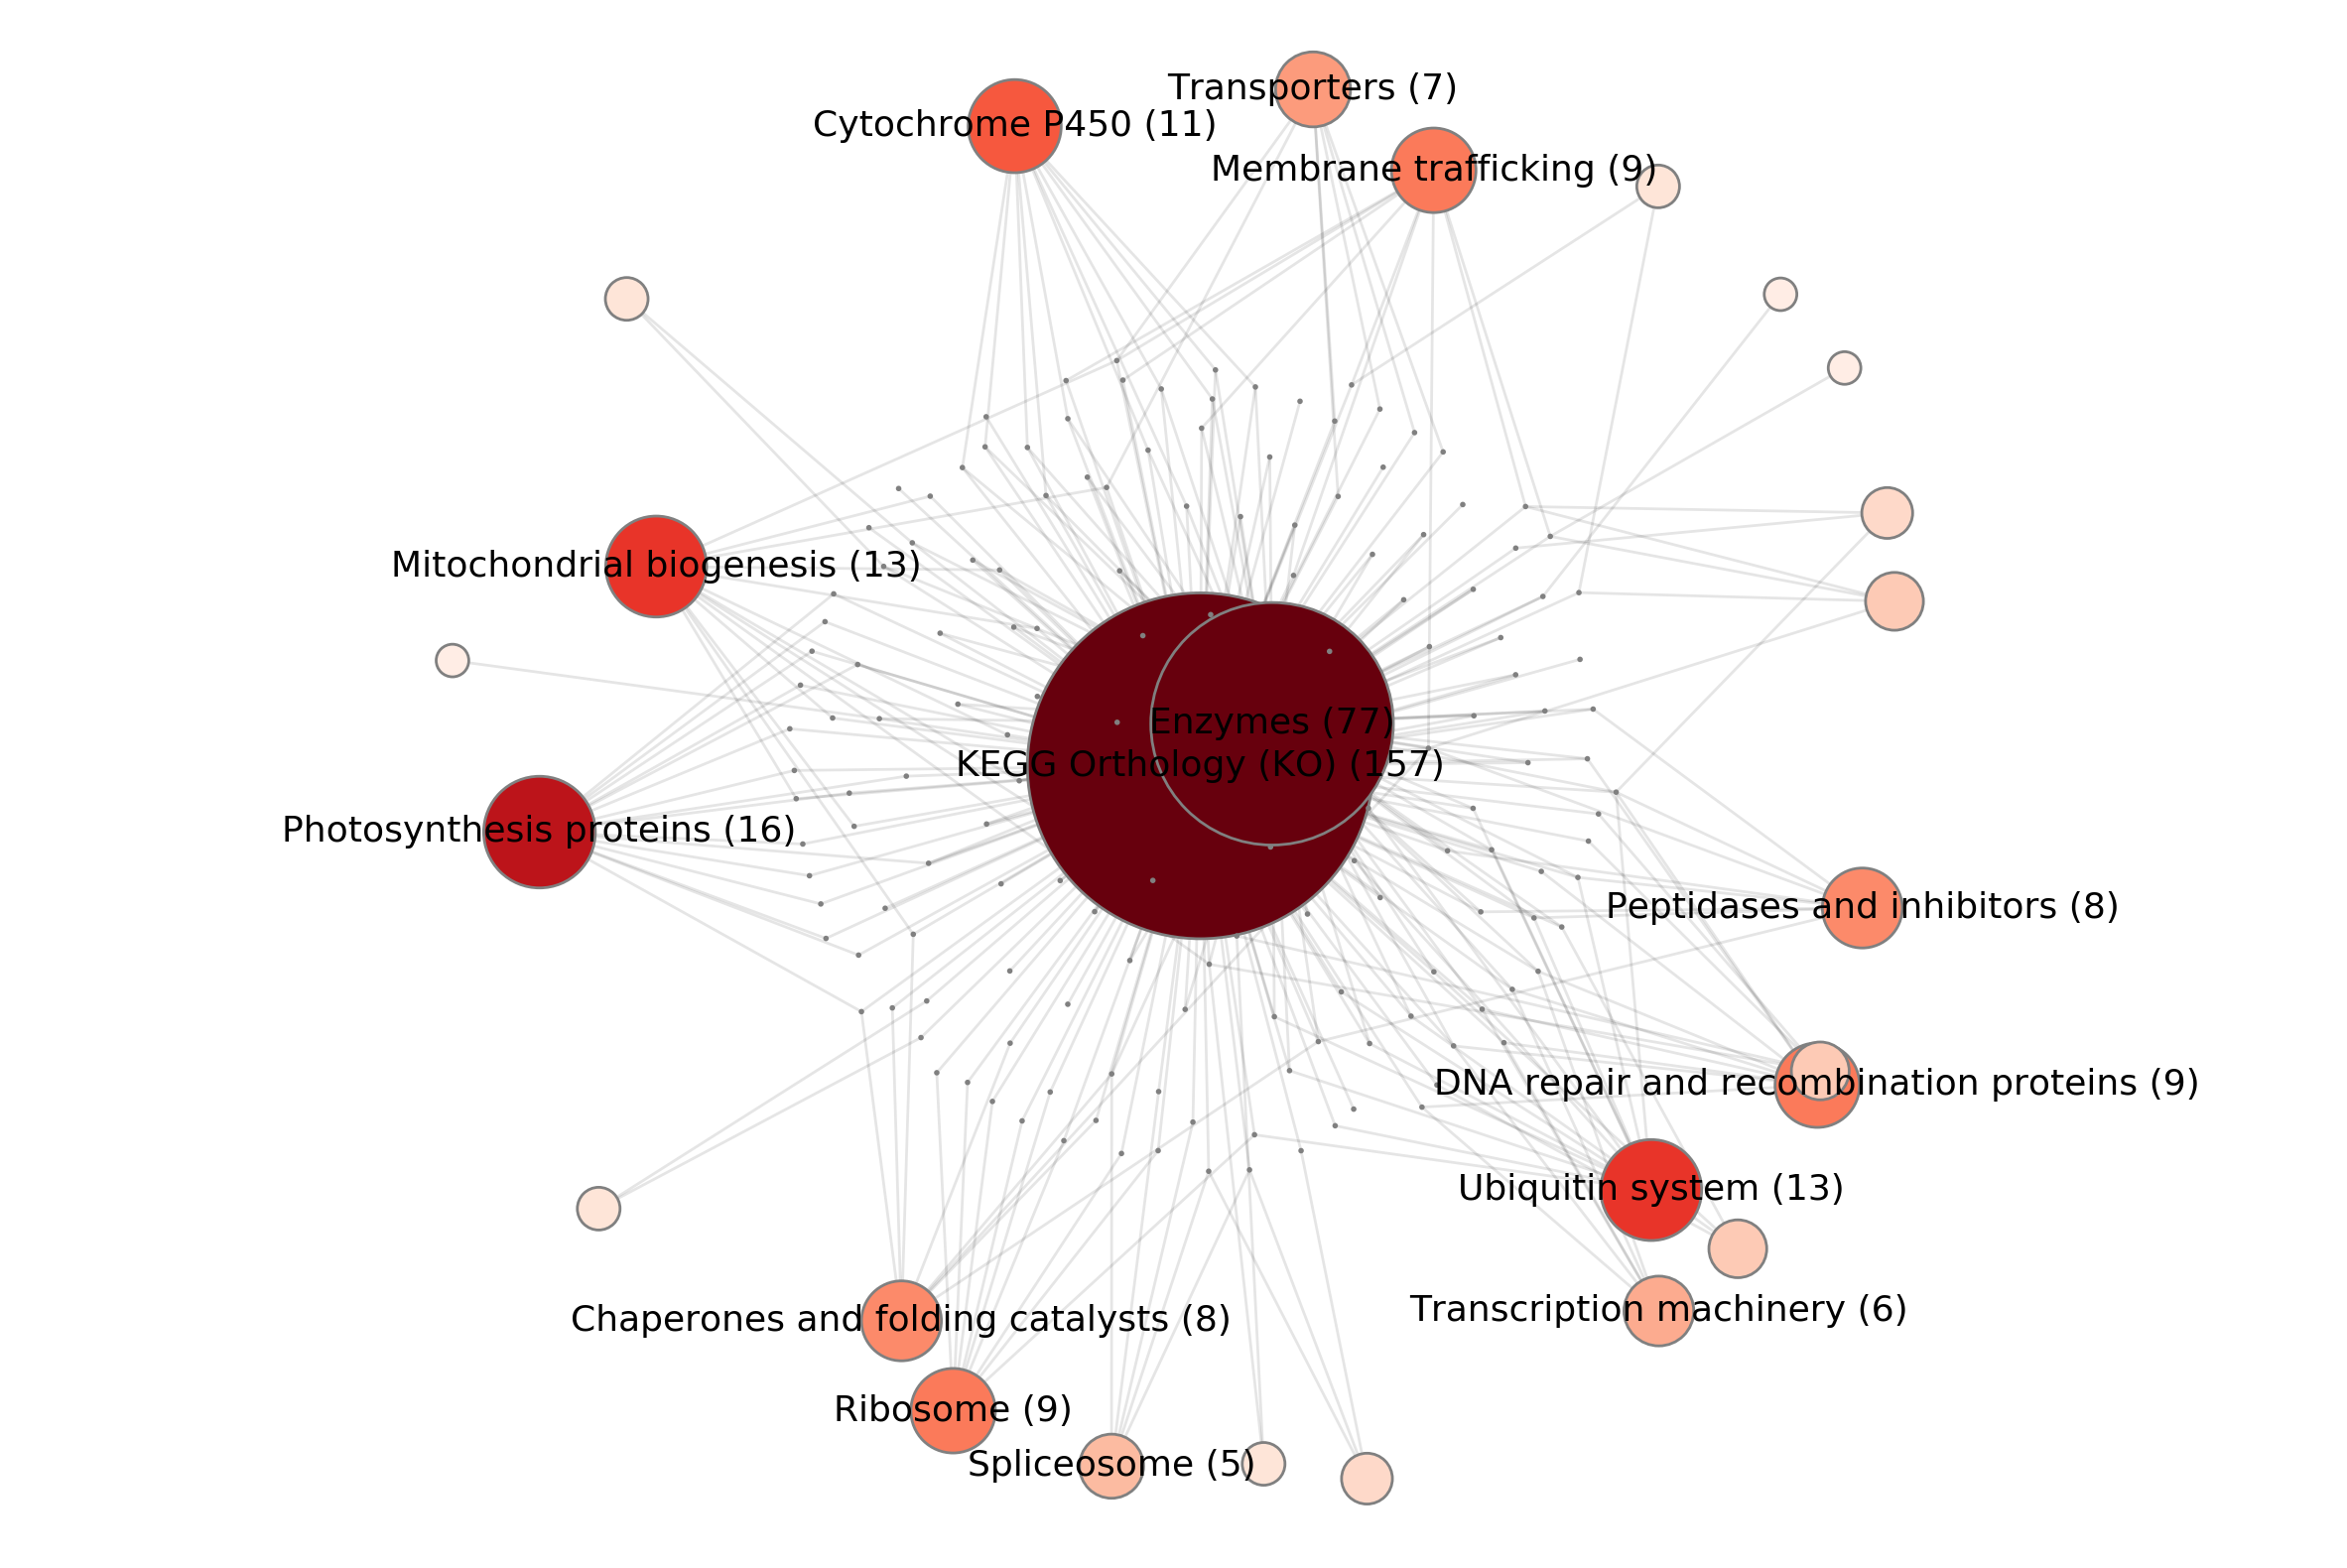 Transporters (7)
Cytochrome P450 (11)
Membrane trafficking (9)
Mitochondrial biogenesis (13)
Enzymes (77)
KEGG Orthology (KO) (157)
Photosynthesis proteins (16)
Peptidases and inhibitors (8)
DNA repair and recombination proteins (9)
Ubiquitin system (13)
Transcription machinery (6)
Chaperones and folding catalysts (8)
Ribosome (9)
Spliceosome (5)